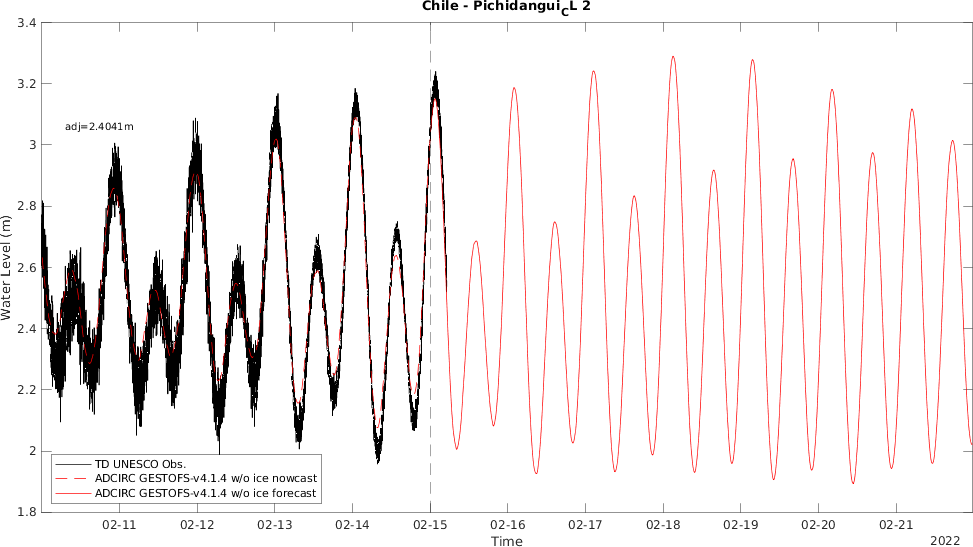 Chile - PichidanguiCL 2
3.4
3.2
3
2.8
2.6
2.4
2.2
2
1.8
Water Level (m)
adj=2.4041m
TD UNESCO Obs.
ADCIRC GESTOFS-v4.1.4 w/o ice nowcast
ADCIRC GESTOFS-v4.1.4 w/o ice forecast
02-11 02-12 02-13 02-14 02-15 02-16 02-17 02-18 02-19 02-20 02-21
Time
2022